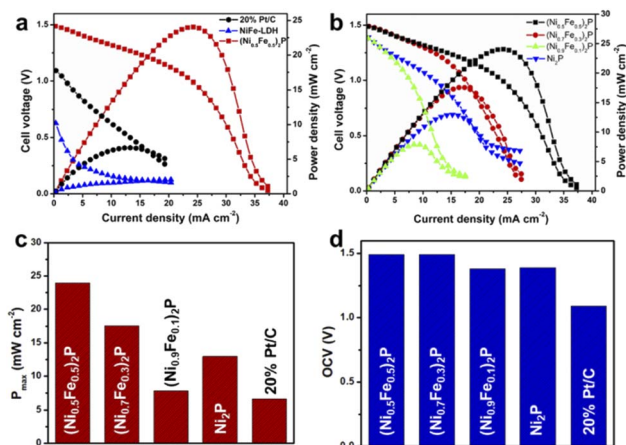 a
20% Pt/C
NiFe-LDH
(Ni₀.₅Fe₀.₅)₂P
Cell voltage (V)
1.5
1.0
0.5
0.0
25
20
15
10
5
0
Power density (mW cm⁻²)
0 5 10 15 20 25 30 35 40
Current density (mA cm⁻²)
b
(Ni₀.₅Fe₀.₅)₂P
(Ni₀.₇Fe₀.₃)₂P
(Ni₀.₉Fe₀.₁)₂P
Ni₂P
Cell voltage (V)
1.5
1.0
0.5
0.0
30
25
20
15
10
5
0
Power density (mW cm⁻²)
0 5 10 15 20 25 30 35 40
Current density (mA cm⁻²)
c
P_max (mW cm⁻²)
30
25
20
15
10
5
0
(Ni0.5Fe0.5)2P
(Ni0.7Fe0.3)2P
(Ni0.9Fe0.1)2P
Ni₂P
20% Pt/C
d
OCV (V)
1.5
1.0
0.5
0.0
(Ni0.5Fe0.5)2P
(Ni0.7Fe0.3)2P
(Ni0.9Fe0.1)2P
Ni₂P
20% Pt/C